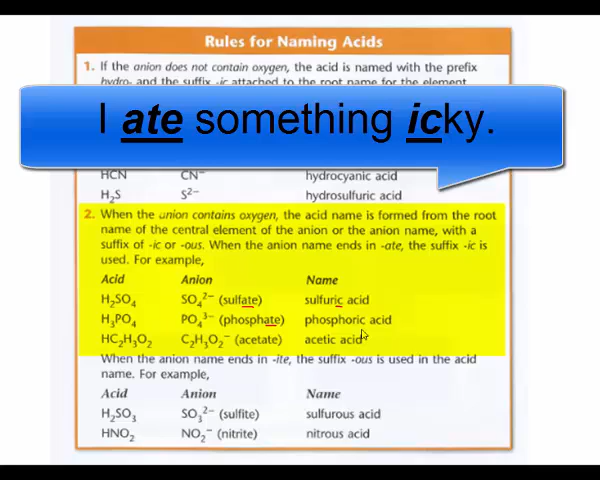 Rules for Naming Acids
1. If the anion does not contain oxygen, the acid is named with the prefix
hydro- and the suffix -ic attached to the root name for the element.
I ate something icky.
HCN CN⁻ hydrocyanic acid
H₂S S²⁻ hydrosulfuric acid
2. When the anion contains oxygen, the acid name is formed from the root
name of the central element of the anion or the anion name, with a
suffix of -ic or -ous. When the anion name ends in -ate, the suffix -ic is
used. For example,
Acid Anion Name
H₂SO₄ SO₄²⁻ (sulfate) sulfuric acid
H₃PO₄ PO₄³⁻ (phosphate) phosphoric acid
HC₂H₃O₂ C₂H₃O₂⁻ (acetate) acetic acid
When the anion name ends in -ite, the suffix -ous is used in the acid
name. For example,
Acid Anion Name
H₂SO₃ SO₃²⁻ (sulfite) sulfurous acid
HNO₂ NO₂⁻ (nitrite) nitrous acid